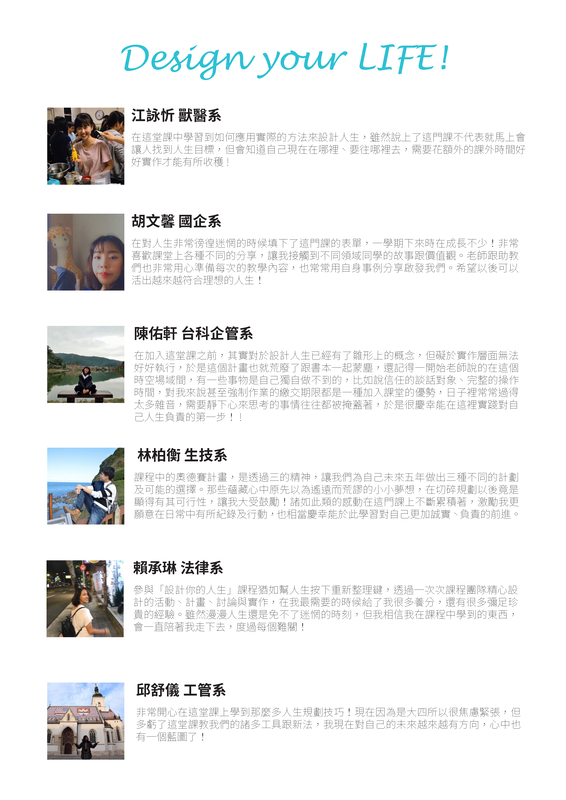 Design your LIFE!
江詠忻 獸醫系
在這堂課中學習到如何應用實際的方法來設計人生，雖然說上了這門課不代表就馬上會
讓人找到人生目標，但會知道自己現在在哪裡、要往哪裡去，需要花額外的課外時間好
好實作才能有所收穫！
胡文馨 國企系
在對人生非常徬徨迷惘的時候填下了這門課的表單，一學期下來時在成長不少！非常
喜歡課堂上各種不同的分享，讓我接觸到不同領域同學的故事跟價值觀。老師跟助教
們也非常用心準備每次的教學內容，也常常用自身事例分享啟發我們。希望以後可以
活出越來越符合理想的人生！
陳佑軒 台科企管系
在加入這堂課之前，其實對於設計人生已經有了雛形上的概念，但礙於實作層面無法
好好執行，於是這個計畫也就荒廢了跟書本一起蒙塵，還記得一開始老師說的在這個
時空場域間，有一些事物是自己獨自做不到的，比如說信任的談話對象、完整的操作
時間，對我來說甚至強制作業的繳交期限都是一種加入課堂的優勢，日子裡常常過得
太多雜音，需要靜下心來思考的事情往往都被掩蓋著，於是很慶幸能在這裡實踐對自
己人生負責的第一步！！
林柏衡 生技系
課程中的奧德賽計畫，是透過三的精神，讓我們為自己未來五年做出三種不同的計劃
及可能的選擇。那些蘊藏心中原先以為遙遠而荒謬的小小夢想，在切碎規劃以後竟是
顯得有其可行性，讓我大受鼓勵！諸如此類的感動在這門課上不斷累積著，激勵我更
願意在日常中有所紀錄及行動，也相當慶幸能於此學習對自己更加誠實、負責的前進。
賴承琳 法律系
參與「設計你的人生」課程猶如幫人生按下重新整理鍵，透過一次次課程團隊精心設
計的活動、計畫、討論與實作，在我最需要的時候給了我很多養分，還有很多彌足珍
貴的經驗。雖然漫漫人生還是免不了迷惘的時刻，但我相信我在課程中學到的東西，
會一直陪著我走下去，度過每個難關！
邱舒儀 工管系
非常開心在這堂課上學到那麼多人生規劃技巧！現在因為是大四所以很焦慮緊張，但
多虧了這堂課教我們的諸多工具跟新法，我現在對自己的未來越來越有方向，心中也
有一個藍圖了！